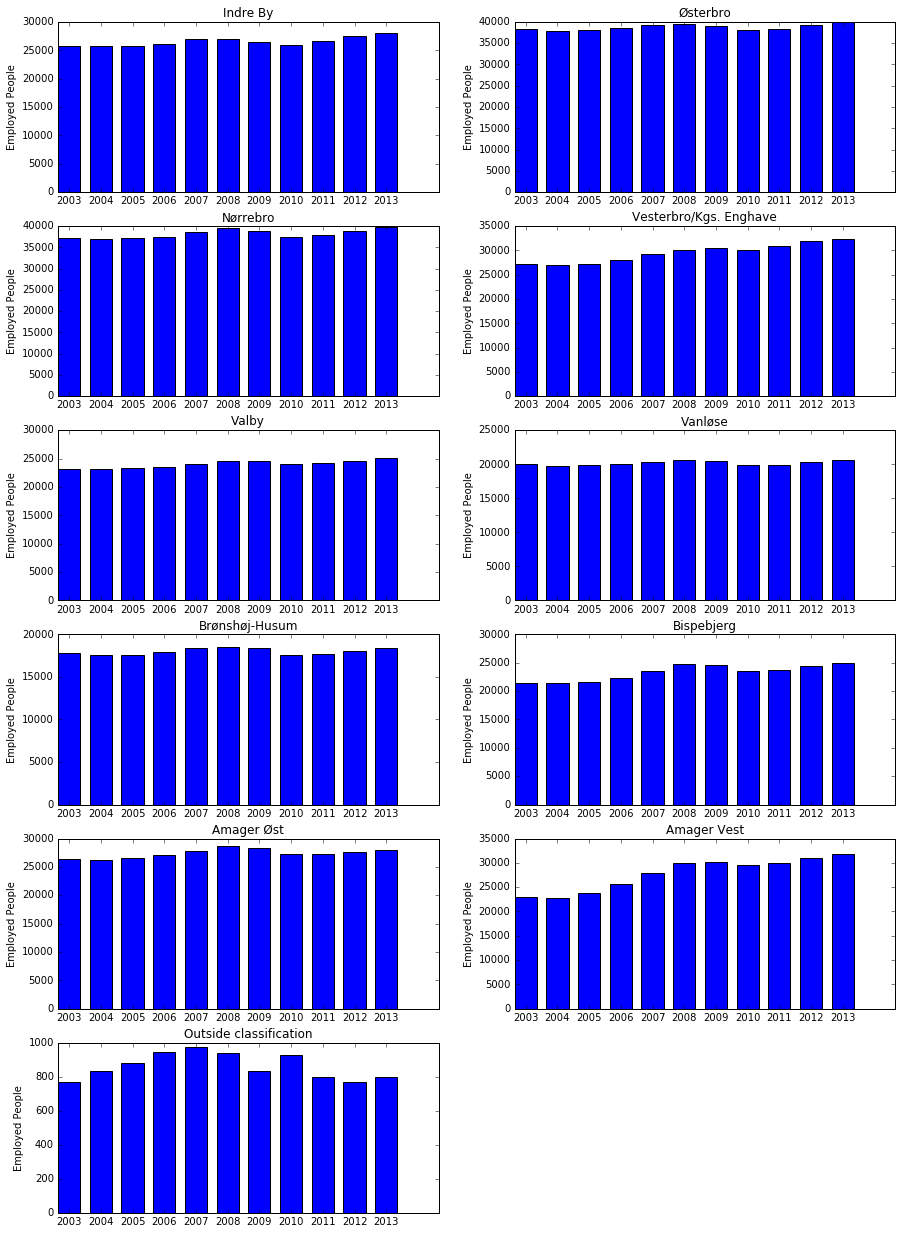 Indre By
Employed People
30000
25000
20000
15000
10000
5000
0
2003 2004 2005 2006 2007 2008 2009 2010 2011 2012 2013
Østerbro
Employed People
40000
35000
30000
25000
20000
15000
10000
5000
0
2003 2004 2005 2006 2007 2008 2009 2010 2011 2012 2013
Nørrebro
Employed People
40000
35000
30000
25000
20000
15000
10000
5000
0
2003 2004 2005 2006 2007 2008 2009 2010 2011 2012 2013
Vesterbro/Kgs. Enghave
Employed People
35000
30000
25000
20000
15000
10000
5000
0
2003 2004 2005 2006 2007 2008 2009 2010 2011 2012 2013
Valby
Employed People
30000
25000
20000
15000
10000
5000
0
2003 2004 2005 2006 2007 2008 2009 2010 2011 2012 2013
Vanløse
Employed People
25000
20000
15000
10000
5000
0
2003 2004 2005 2006 2007 2008 2009 2010 2011 2012 2013
Brønshøj-Husum
Employed People
20000
15000
10000
5000
0
2003 2004 2005 2006 2007 2008 2009 2010 2011 2012 2013
Bispebjerg
Employed People
30000
25000
20000
15000
10000
5000
0
2003 2004 2005 2006 2007 2008 2009 2010 2011 2012 2013
Amager Øst
Employed People
30000
25000
20000
15000
10000
5000
0
2003 2004 2005 2006 2007 2008 2009 2010 2011 2012 2013
Amager Vest
Employed People
35000
30000
25000
20000
15000
10000
5000
0
2003 2004 2005 2006 2007 2008 2009 2010 2011 2012 2013
Outside classification
Employed People
1000
800
600
400
200
0
2003 2004 2005 2006 2007 2008 2009 2010 2011 2012 2013